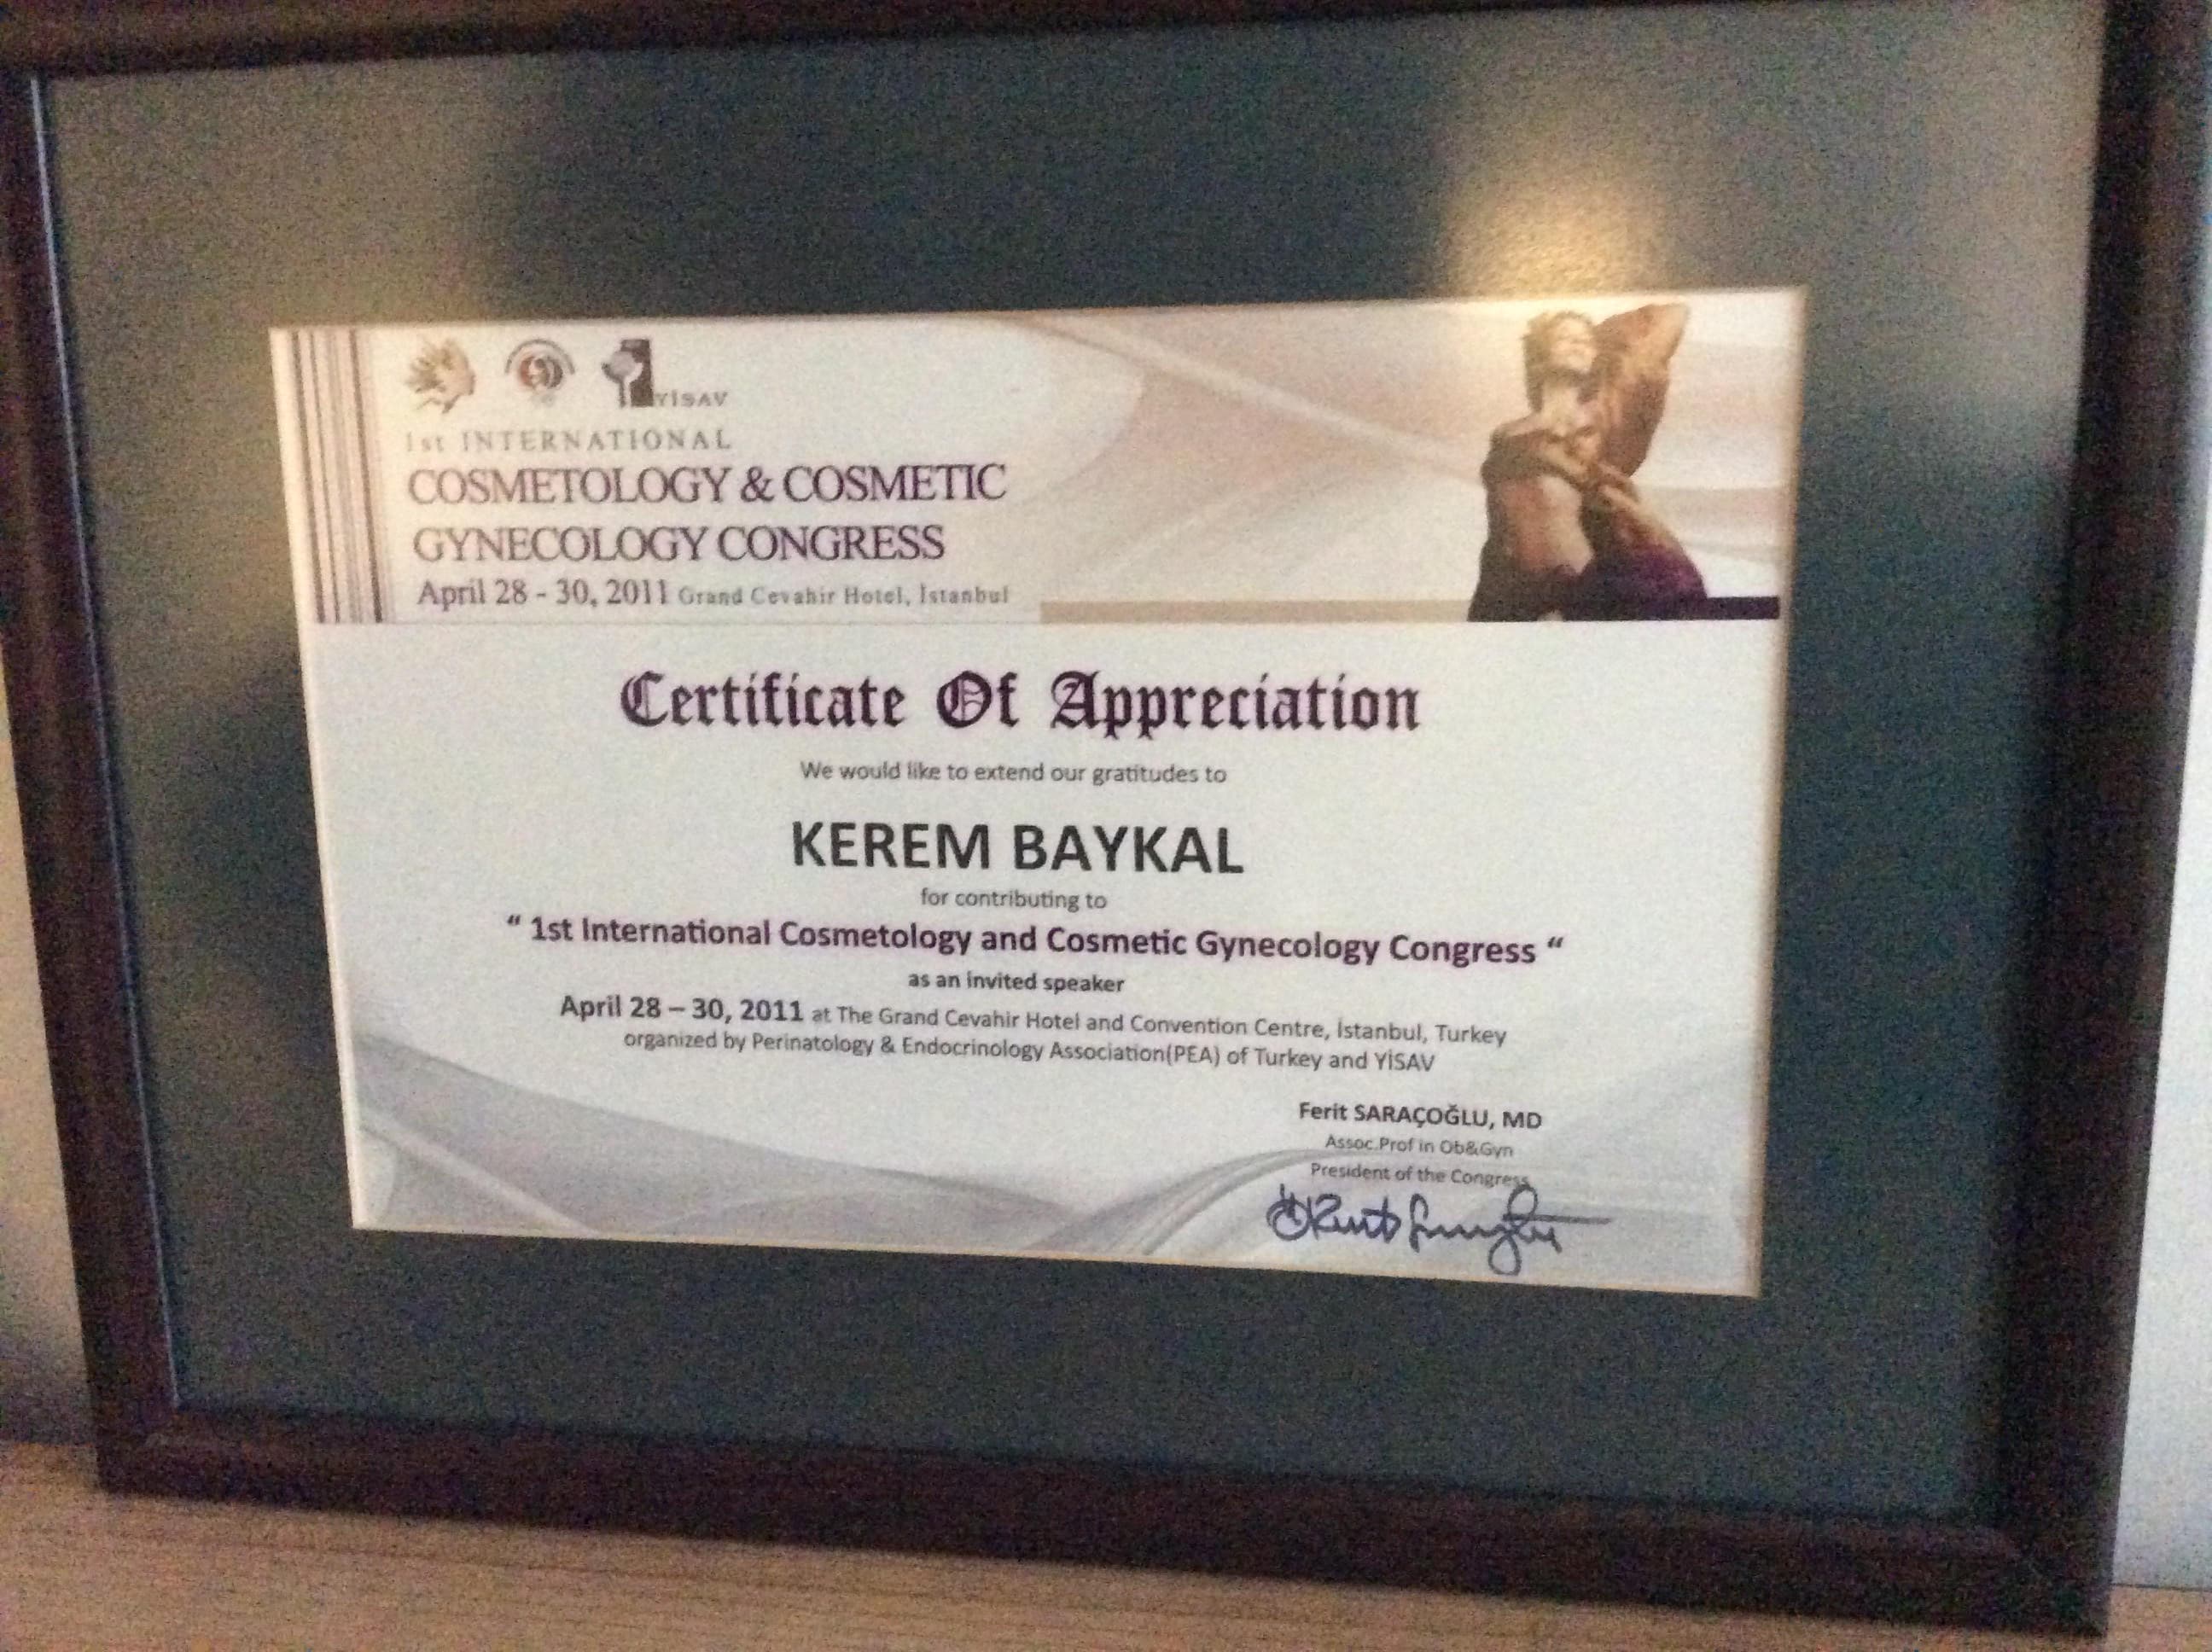 YİSAV
1st INTERNATIONAL
COSMETOLOGY & COSMETIC
GYNECOLOGY CONGRESS
April 28 - 30, 2011 Grand Cevahir Hotel, İstanbul
Certificate Of Appreciation
We would like to extend our gratitudes to
KEREM BAYKAL
for contributing to
“ 1st International Cosmetology and Cosmetic Gynecology Congress “
as an invited speaker
April 28 – 30, 2011 at The Grand Cevahir Hotel and Convention Centre, İstanbul, Turkey
organized by Perinatology & Endocrinology Association(PEA) of Turkey and YİSAV
Ferit SARAÇOĞLU, MD
Assoc.Prof in Ob&Gyn
President of the Congress